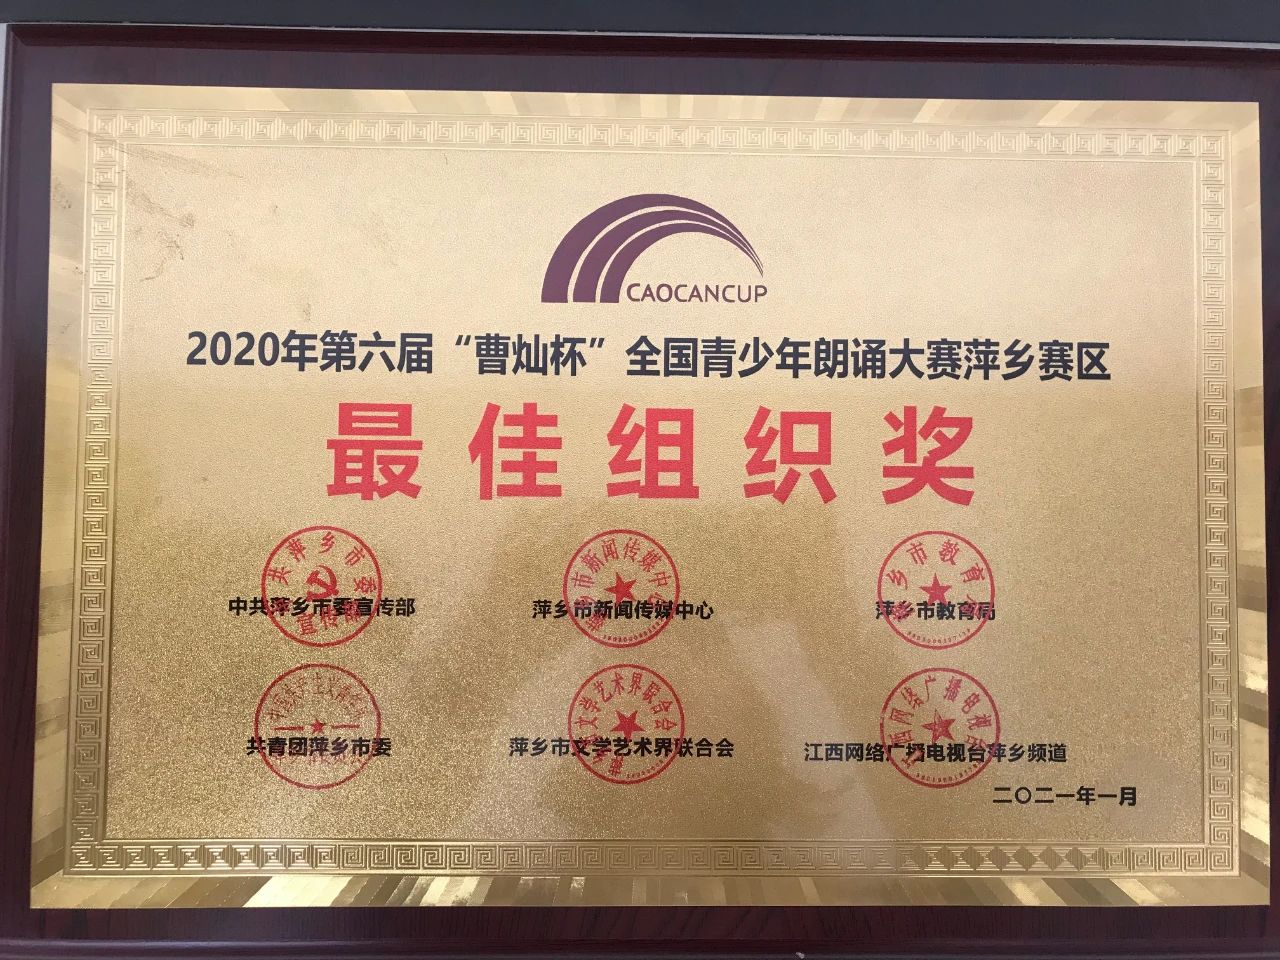 CAOCANCUP
2020年第六届“曹灿杯”全国青少年朗诵大赛萍乡赛区
最佳组织奖
中共萍乡市委宣传部
萍乡市新闻传媒中心
萍乡市教育局
共青团萍乡市委
萍乡市文学艺术界联合会
江西网络广播电视台萍乡频道
二〇二一年一月